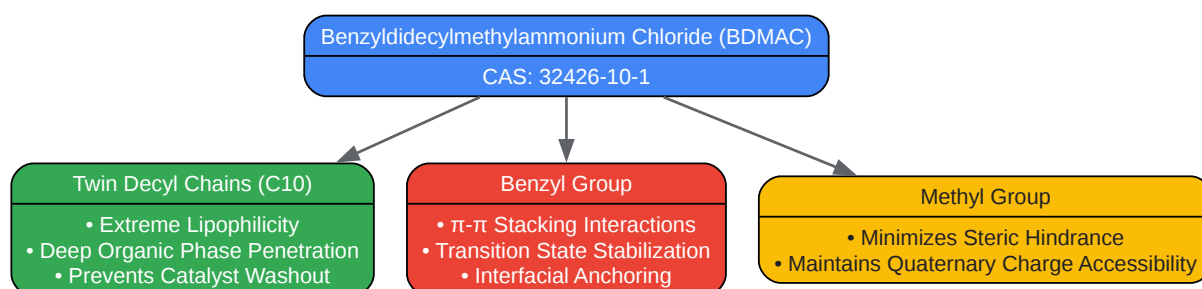 Benzyldidecylmethylammonium Chloride (BDMAC)
CAS: 32426-10-1
Twin Decyl Chains (C10)
• Extreme Lipophilicity
• Deep Organic Phase Penetration
• Prevents Catalyst Washout
Benzyl Group
• π-π Stacking Interactions
• Transition State Stabilization
• Interfacial Anchoring
Methyl Group
• Minimizes Steric Hindrance
• Maintains Quaternary Charge Accessibility